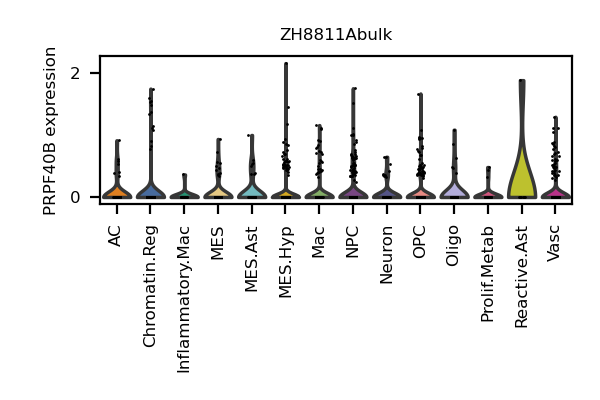 ZH8811Abulk
PRPF40B expression
2
0
AC
Chromatin.Reg
Inflammatory.Mac
MES
MES.Ast
MES.Hyp
Mac
NPC
Neuron
OPC
Oligo
Prolif.Metab
Reactive.Ast
Vasc